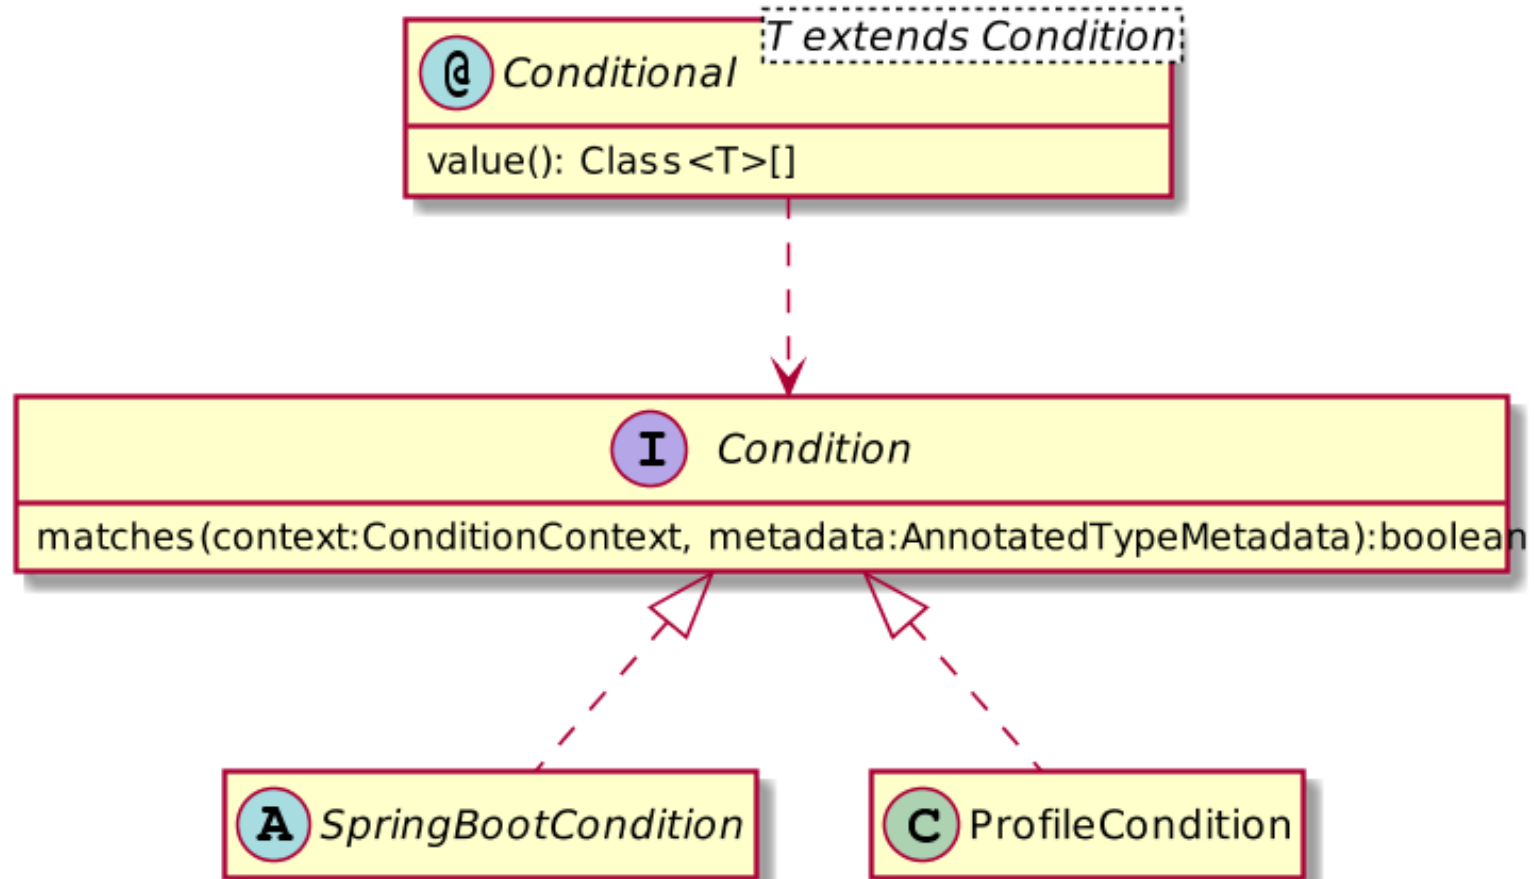 T extends Condition
@ Conditional
value(): Class<T>[]
I Condition
matches(context:ConditionContext, metadata:AnnotatedTypeMetadata):boolean
A SpringBootCondition
C ProfileCondition